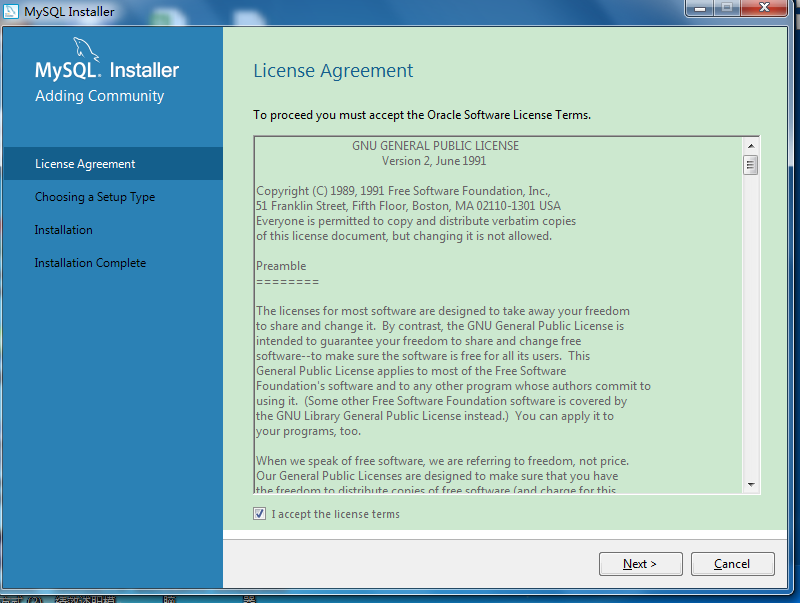 MySQL Installer
MySQL. Installer
Adding Community
License Agreement
Choosing a Setup Type
Installation
Installation Complete
License Agreement
To proceed you must accept the Oracle Software License Terms.
GNU GENERAL PUBLIC LICENSE
Version 2, June 1991
Copyright (C) 1989, 1991 Free Software Foundation, Inc.,
51 Franklin Street, Fifth Floor, Boston, MA 02110-1301 USA
Everyone is permitted to copy and distribute verbatim copies
of this license document, but changing it is not allowed.
Preamble
========
The licenses for most software are designed to take away your freedom
to share and change it.  By contrast, the GNU General Public License is
intended to guarantee your freedom to share and change free
software--to make sure the software is free for all its users.  This
General Public License applies to most of the Free Software
Foundation's software and to any other program whose authors commit to
using it.  (Some other Free Software Foundation software is covered by
the GNU Library General Public License instead.)  You can apply it to
your programs, too.
When we speak of free software, we are referring to freedom, not price.
Our General Public Licenses are designed to make sure that you have
the freedom to distribute copies of free software (and charge for this
I accept the license terms
Next >
Cancel